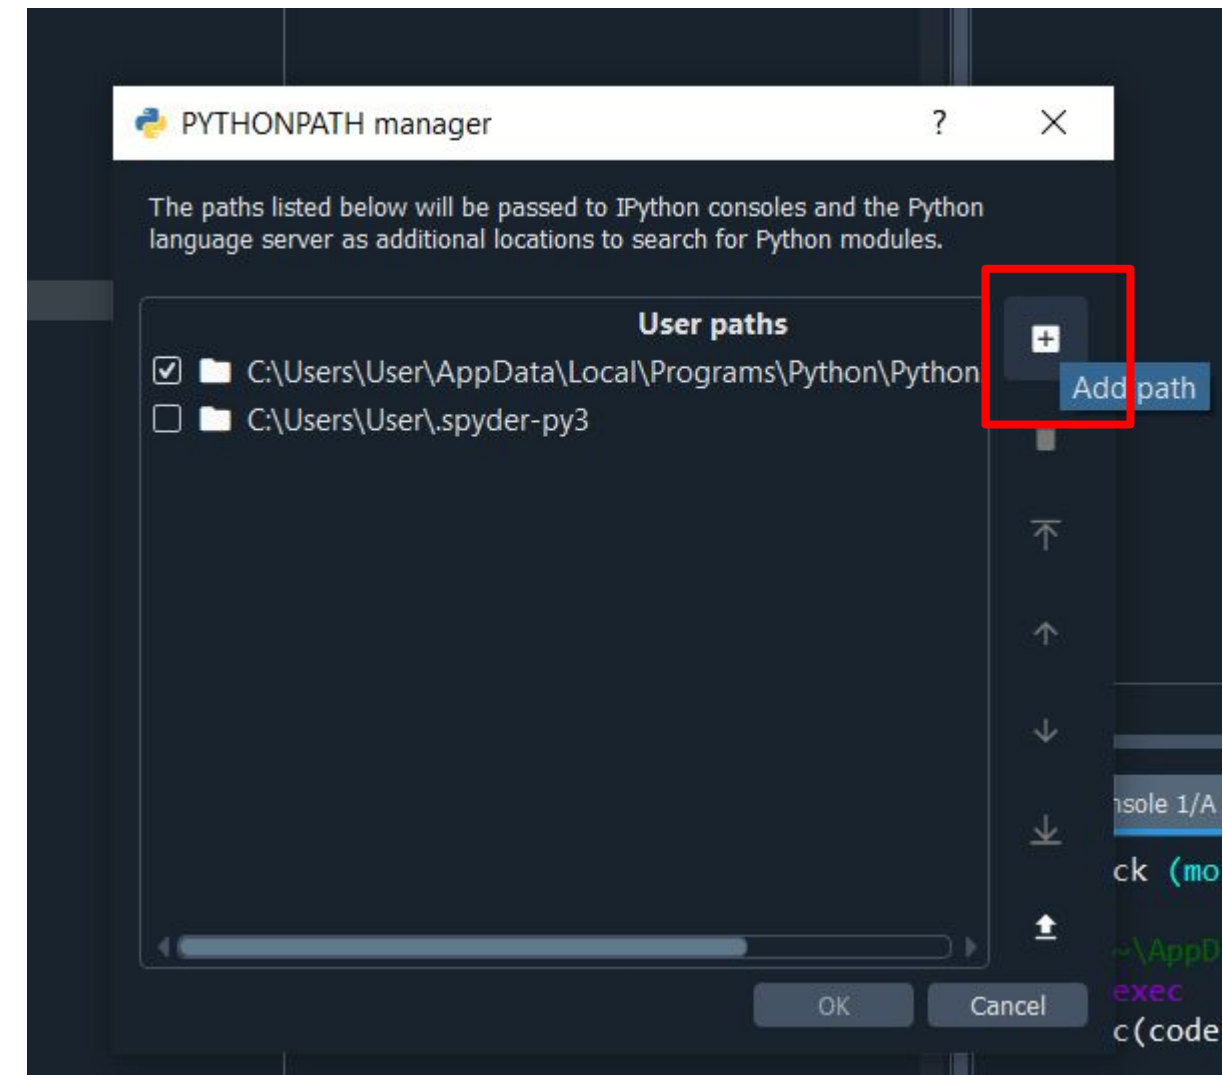 PYTHONPATH manager
?
The paths listed below will be passed to IPython consoles and the Python
language server as additional locations to search for Python modules.
User paths
C:\Users\User\AppData\Local\Programs\Python\Python
Add path
C:\Users\User\.spyder-py3
nsole 1/A
ck (mo
~\AppD
exec
c(code
OK
Cancel